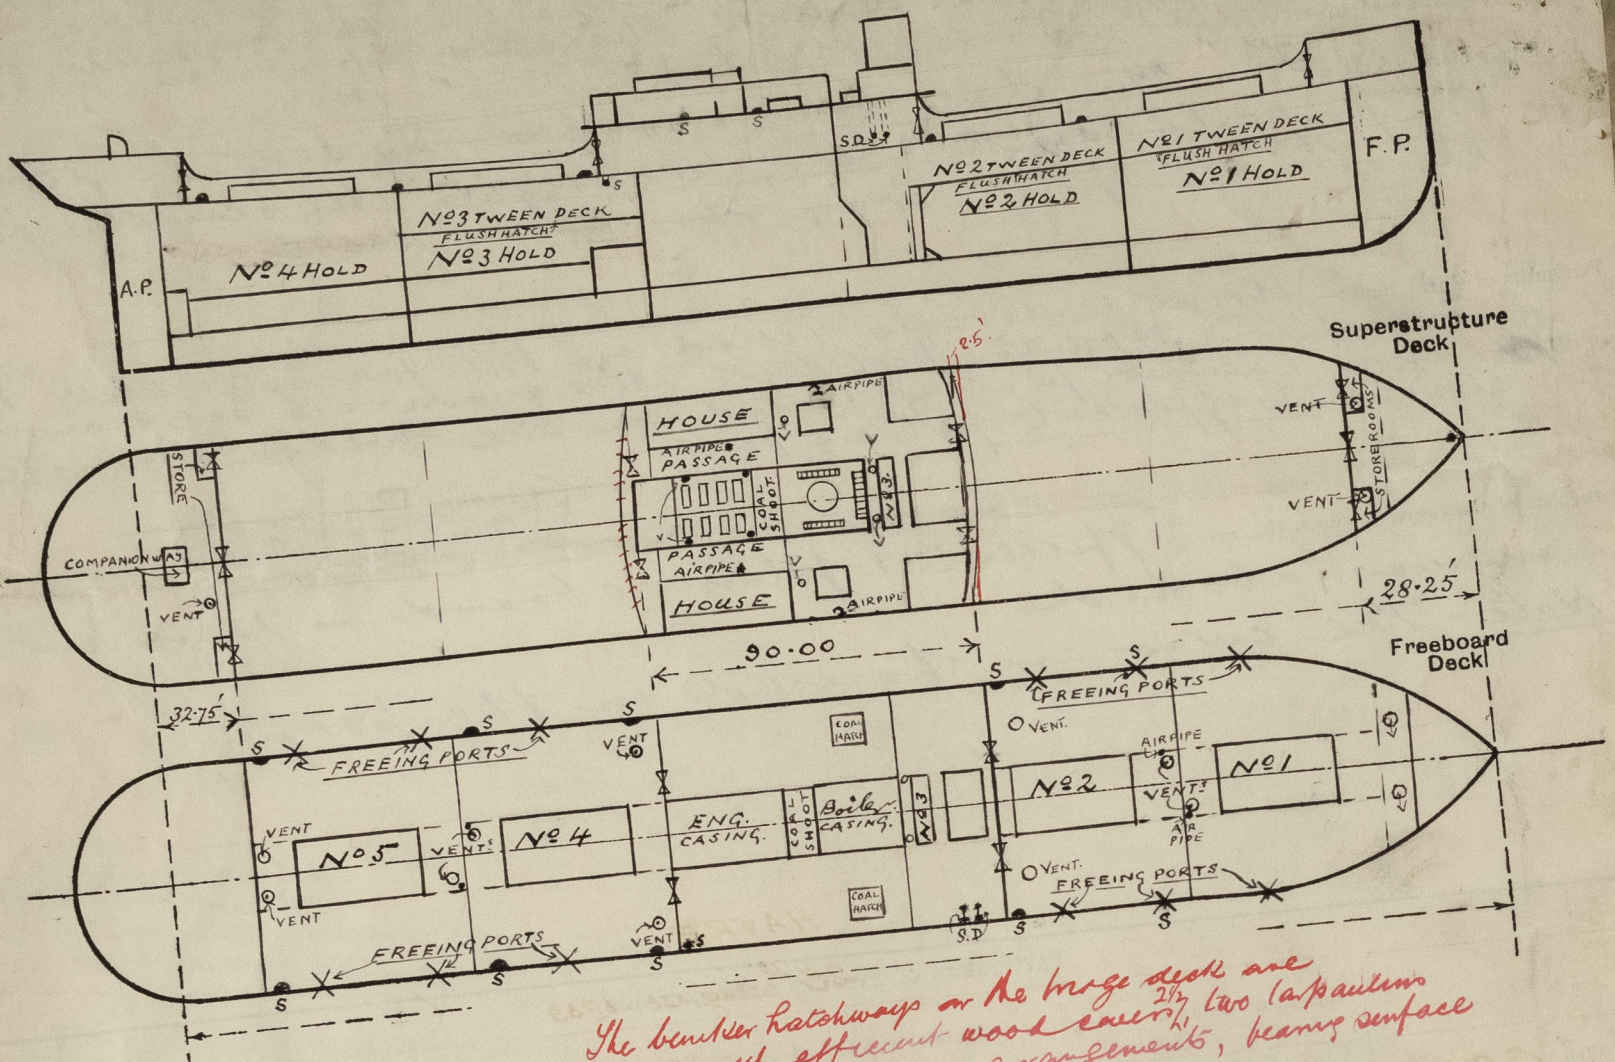 S
S
S.D.
S
Nº1 TWEEN DECK
FLUSH HATCH
Nº1 HOLD
F.P.
Nº2 TWEEN DECK
FLUSH HATCH
Nº2 HOLD
Nº3 TWEEN DECK
FLUSH HATCH
Nº3 HOLD
Nº4 HOLD
A.P.
Superstructure
Deck
2.5'
AIRPIPE
HOUSE
AIRPIPE
PASSAGE
COAL
SHOOT.
Nº3.
VENT
STOREROOMS
VENT
STORE
COMPANIONWAY
VENT
PASSAGE
AIRPIPE
HOUSE
AIRPIPE
28.25'
90.00
32.75'
Freeboard
Deck
S
S
S
S
S
FREEING PORTS
FREEING PORTS
VENT
VENT.
COAL
HATCH
AIRPIPE
VENTS
AIR
PIPE
Nº1
Nº2
Nº3
Boiler
CASING.
COAL
SHOOT
ENG.
CASING.
Nº4
VENTS
Nº5
VENT
VENT
VENT.
COAL
HATCH
FREEING PORTS
FREEING PORTS
VENT
S.D
S
S
S
S
S
S
The bunker hatchways on the bridge deck are
efficient wood covers 2½", two tarpaulins
arrangements, bearing surface